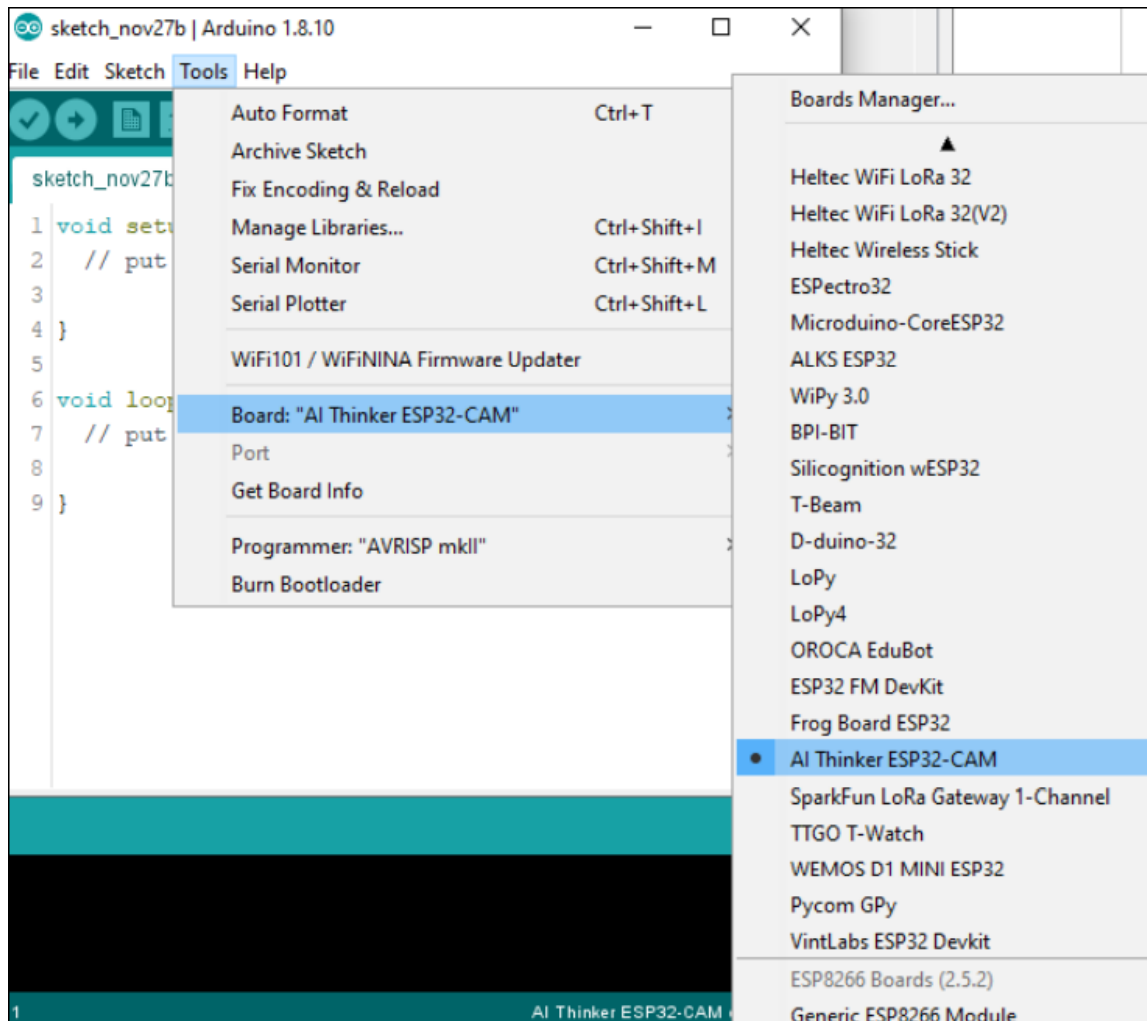 sketch_nov27b | Arduino 1.8.10
File Edit Sketch Tools Help
sketch_nov27b
1 void setu
2 // put
3
4 }
5
6 void loop
7 // put
8
9 }
Auto Format Ctrl+T
Archive Sketch
Fix Encoding & Reload
Manage Libraries... Ctrl+Shift+I
Serial Monitor Ctrl+Shift+M
Serial Plotter Ctrl+Shift+L
WiFi101 / WiFiNINA Firmware Updater
Board: "AI Thinker ESP32-CAM"
Port
Get Board Info
Programmer: "AVRISP mkII"
Burn Bootloader
Boards Manager...
Heltec WiFi LoRa 32
Heltec WiFi LoRa 32(V2)
Heltec Wireless Stick
ESPectro32
Microduino-CoreESP32
ALKS ESP32
WiPy 3.0
BPI-BIT
Silicognition wESP32
T-Beam
D-duino-32
LoPy
LoPy4
OROCA EduBot
ESP32 FM DevKit
Frog Board ESP32
AI Thinker ESP32-CAM
SparkFun LoRa Gateway 1-Channel
TTGO T-Watch
WEMOS D1 MINI ESP32
Pycom GPy
VintLabs ESP32 Devkit
ESP8266 Boards (2.5.2)
Generic ESP8266 Module
1 AI Thinker ESP32-CAM